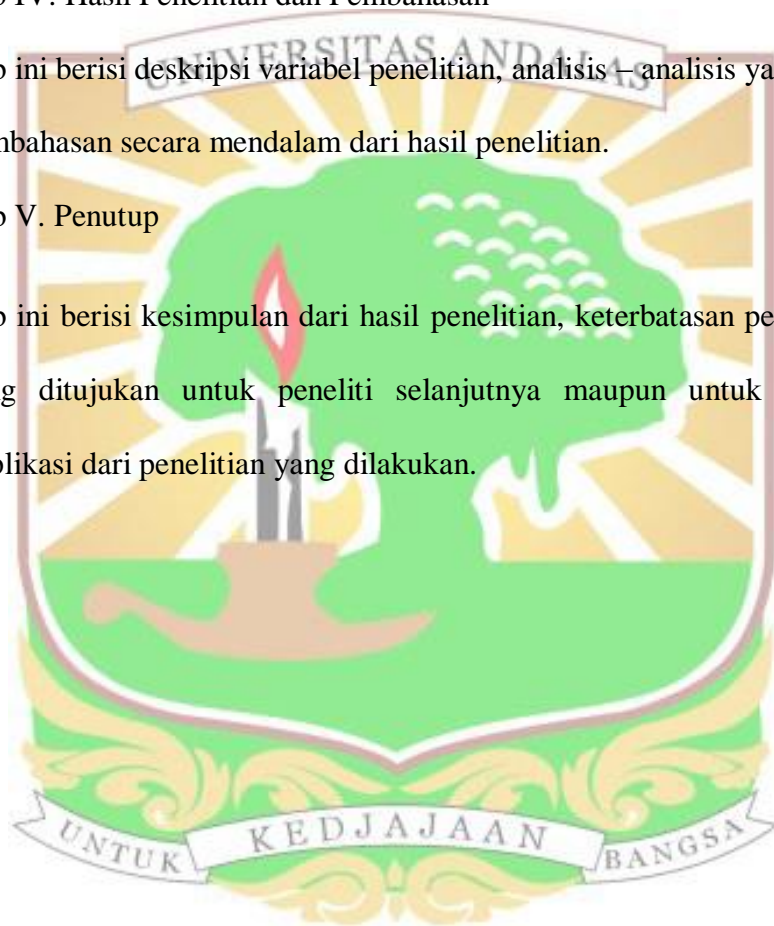 b IV. Hasil Penelitian dan Pembahasan
UNIVERSITAS ANDALAS
b ini berisi deskripsi variabel penelitian, analisis – analisis ya
mbahasan secara mendalam dari hasil penelitian.
b V. Penutup
b ini berisi kesimpulan dari hasil penelitian, keterbatasan pe
g ditujukan untuk peneliti selanjutnya maupun untuk
plikasi dari penelitian yang dilakukan.
UNTUK KEDJAJAAN BANGSA